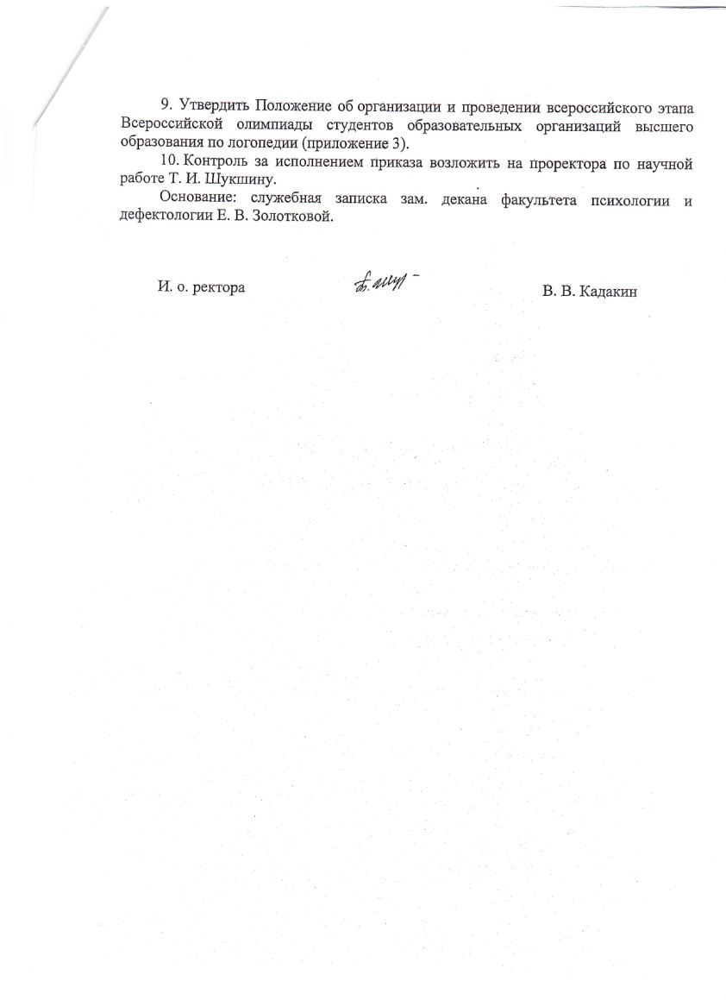 9. Утвердить Положение об организации и проведении всероссийского этапа
Всероссийской олимпиады студентов образовательных организаций высшего
образования по логопедии (приложение 3).
10. Контроль за исполнением приказа возложить на проректора по научной
работе Т. И. Шукшину.
Основание: служебная записка зам. декана факультета психологии и
дефектологии Е. В. Золотковой.
И. о. ректора
В. В. Кадакин